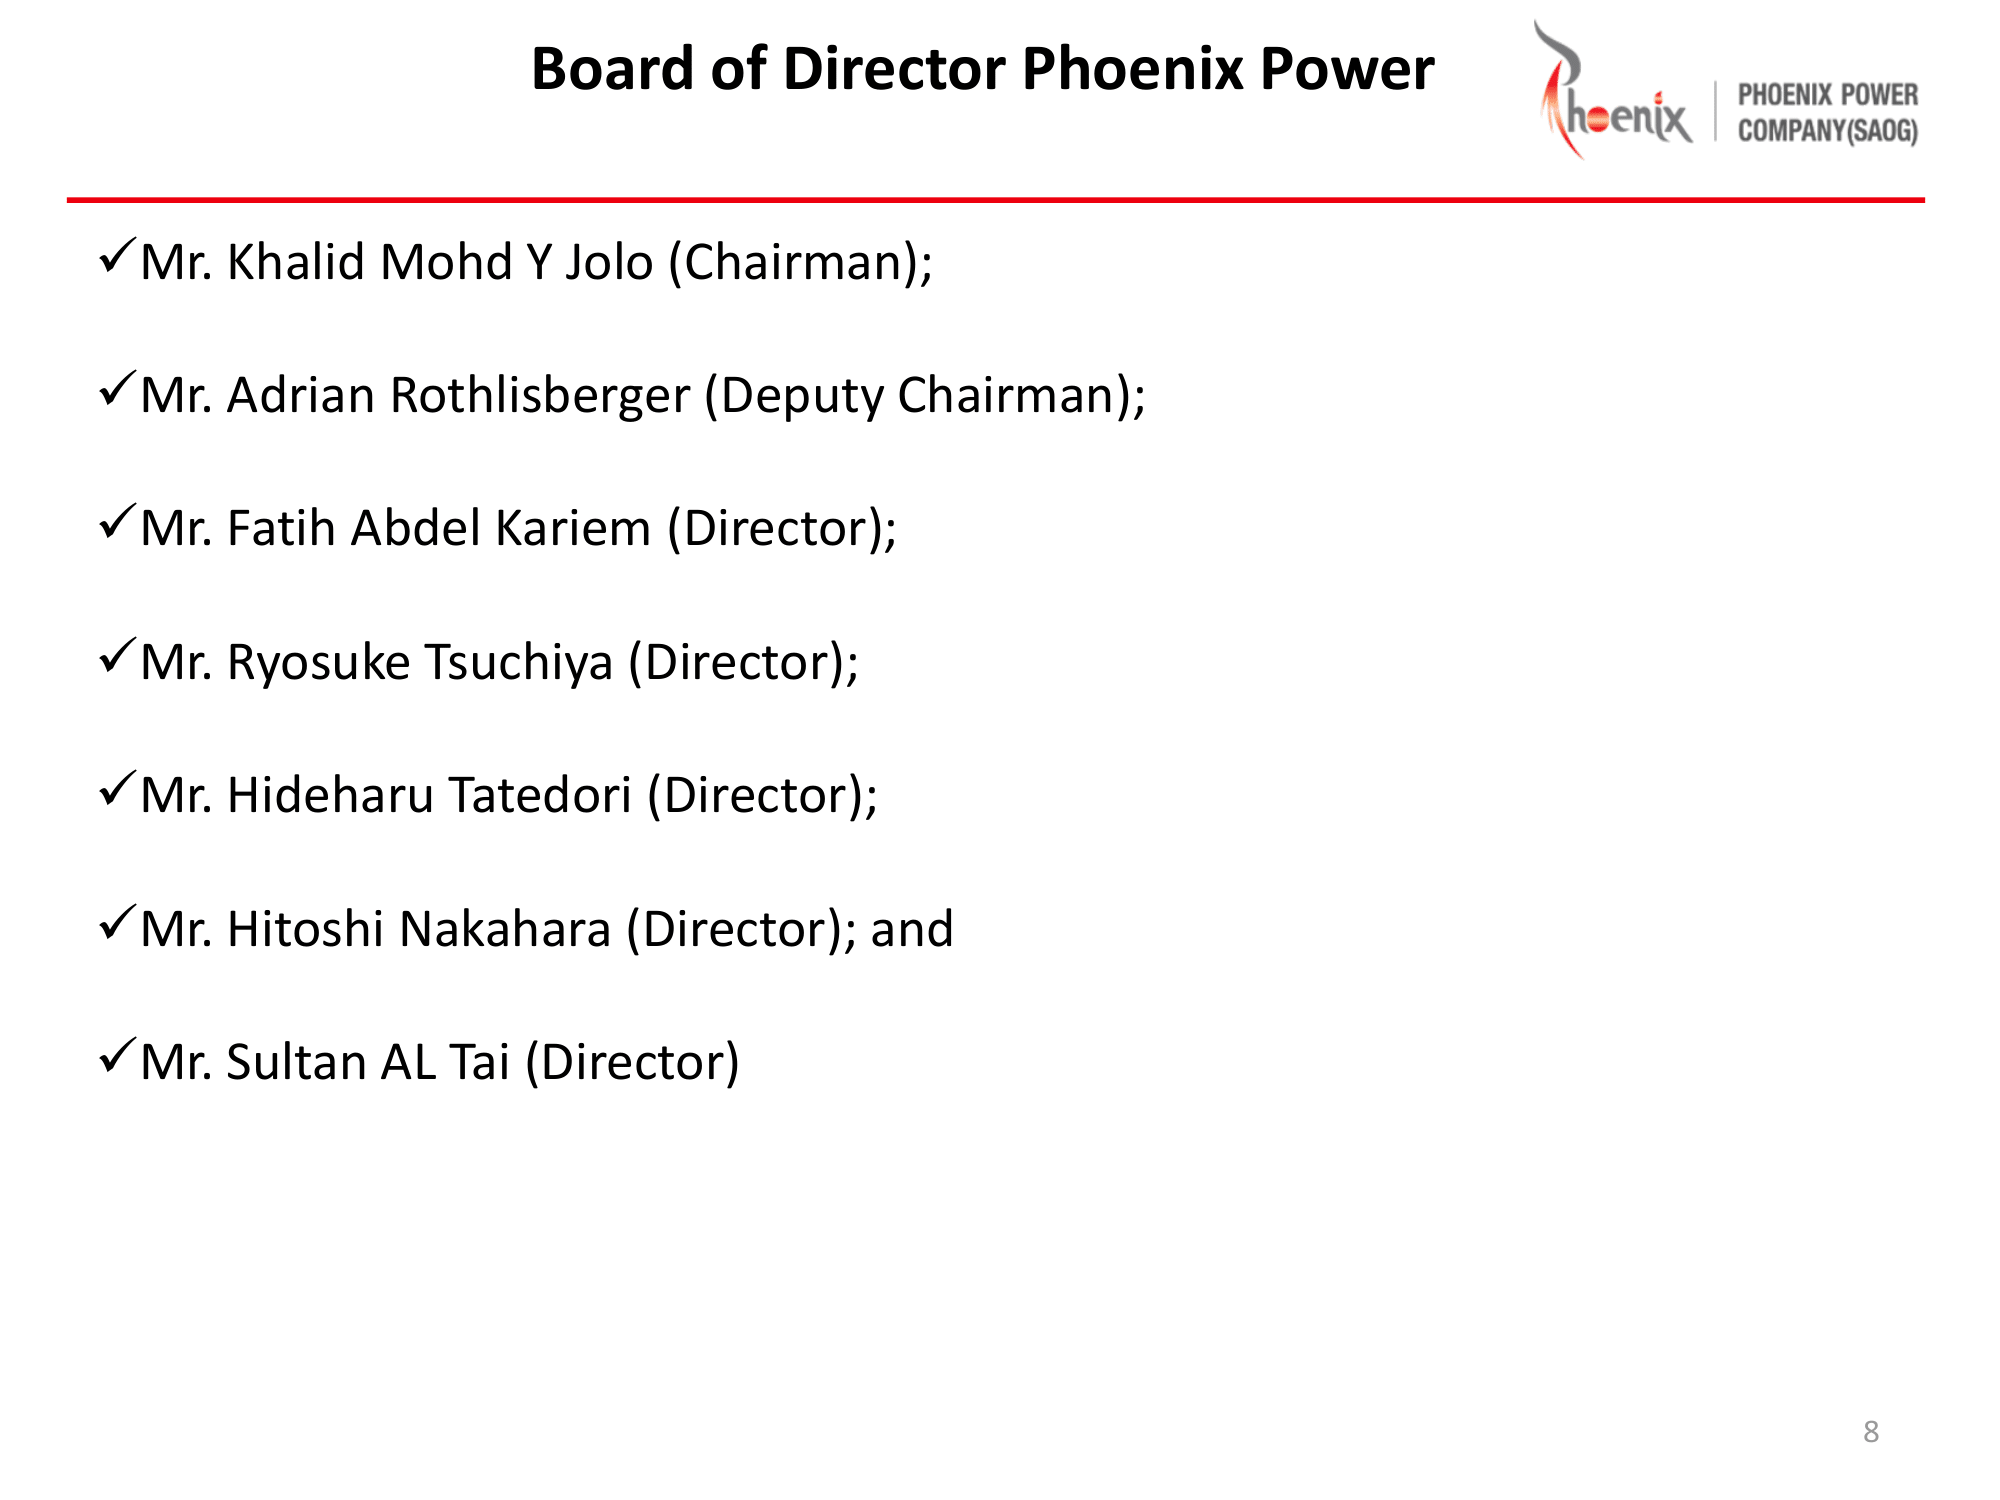 Board of Director Phoenix Power
Phoenix
PHOENIX POWER
COMPANY(SAOG)
✓Mr. Khalid Mohd Y Jolo (Chairman);
✓Mr. Adrian Rothlisberger (Deputy Chairman);
✓Mr. Fatih Abdel Kariem (Director);
✓Mr. Ryosuke Tsuchiya (Director);
✓Mr. Hideharu Tatedori (Director);
✓Mr. Hitoshi Nakahara (Director); and
✓Mr. Sultan AL Tai (Director)
8